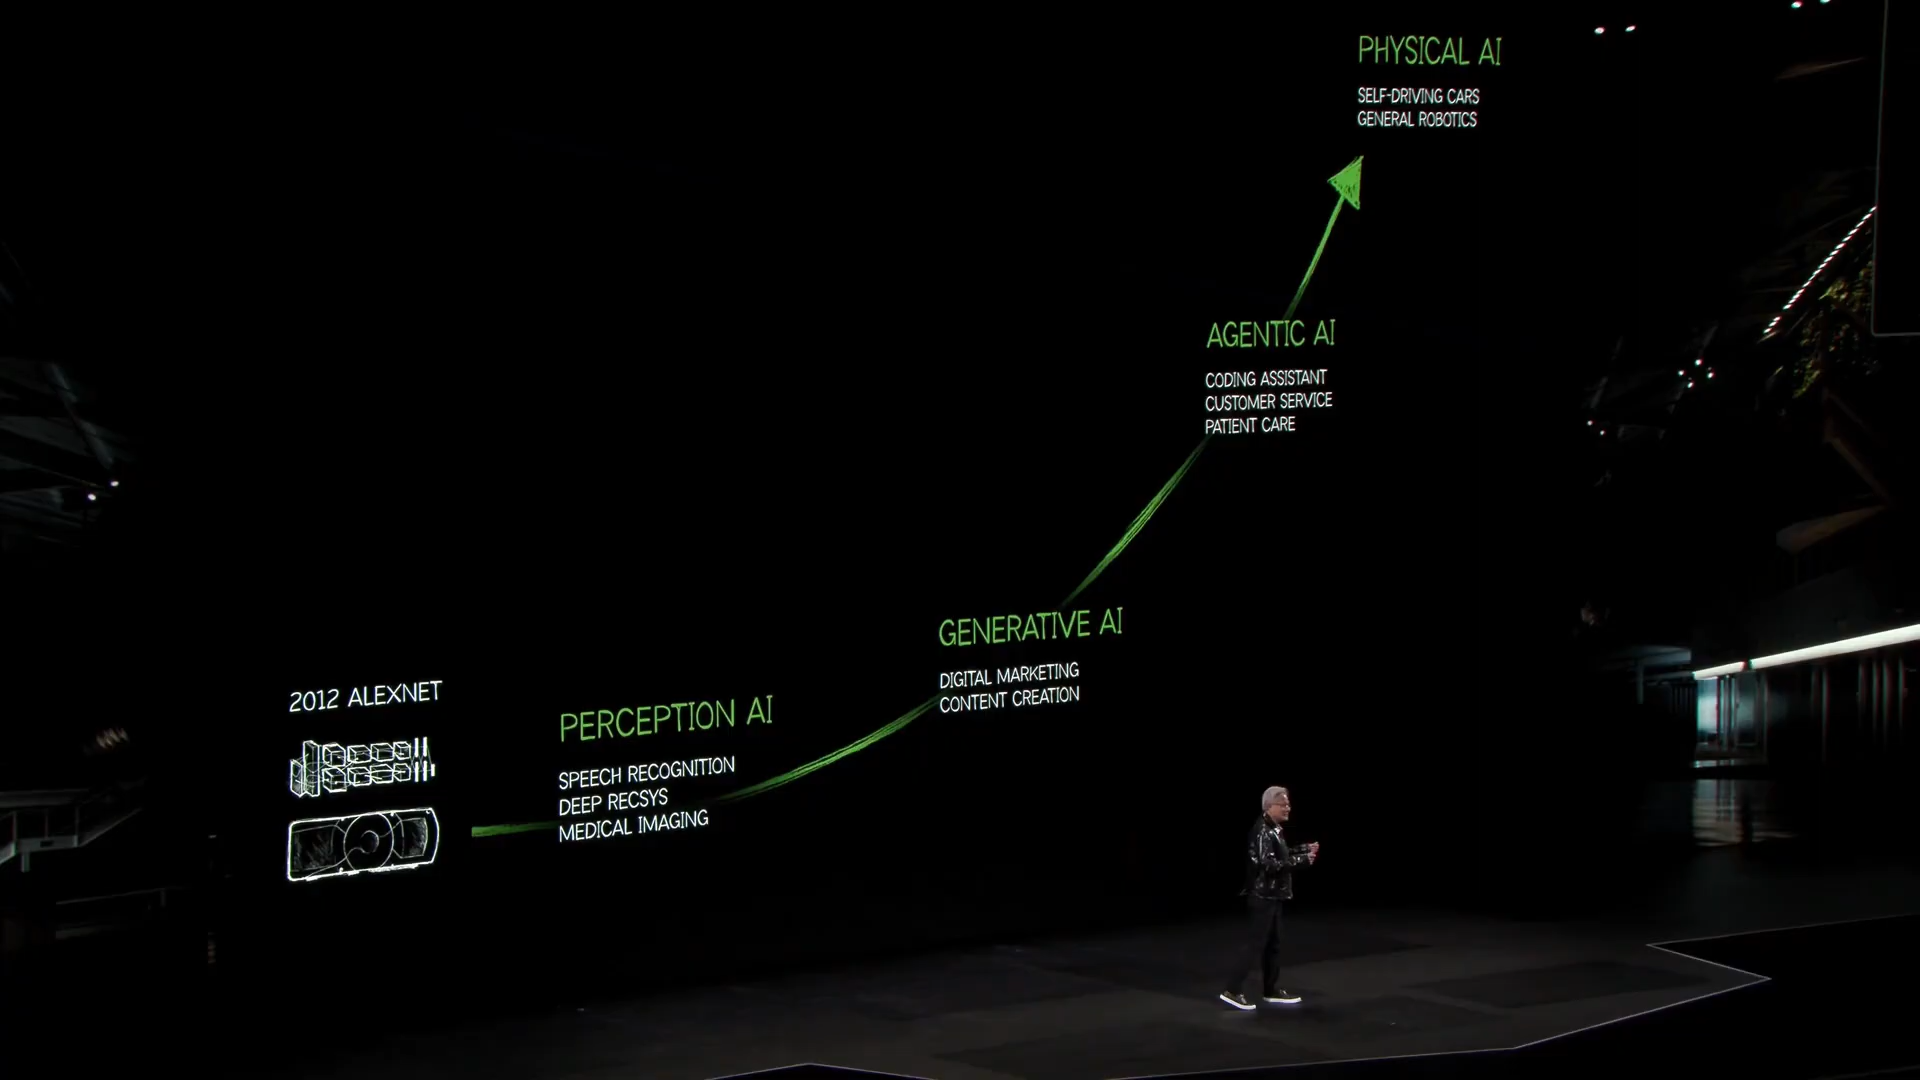 PHYSICAL AI
SELF-DRIVING CARS
GENERAL ROBOTICS
AGENTIC AI
CODING ASSISTANT
CUSTOMER SERVICE
PATIENT CARE
GENERATIVE AI
DIGITAL MARKETING
CONTENT CREATION
PERCEPTION AI
SPEECH RECOGNITION
DEEP RECSYS
MEDICAL IMAGING
2012 ALEXNET